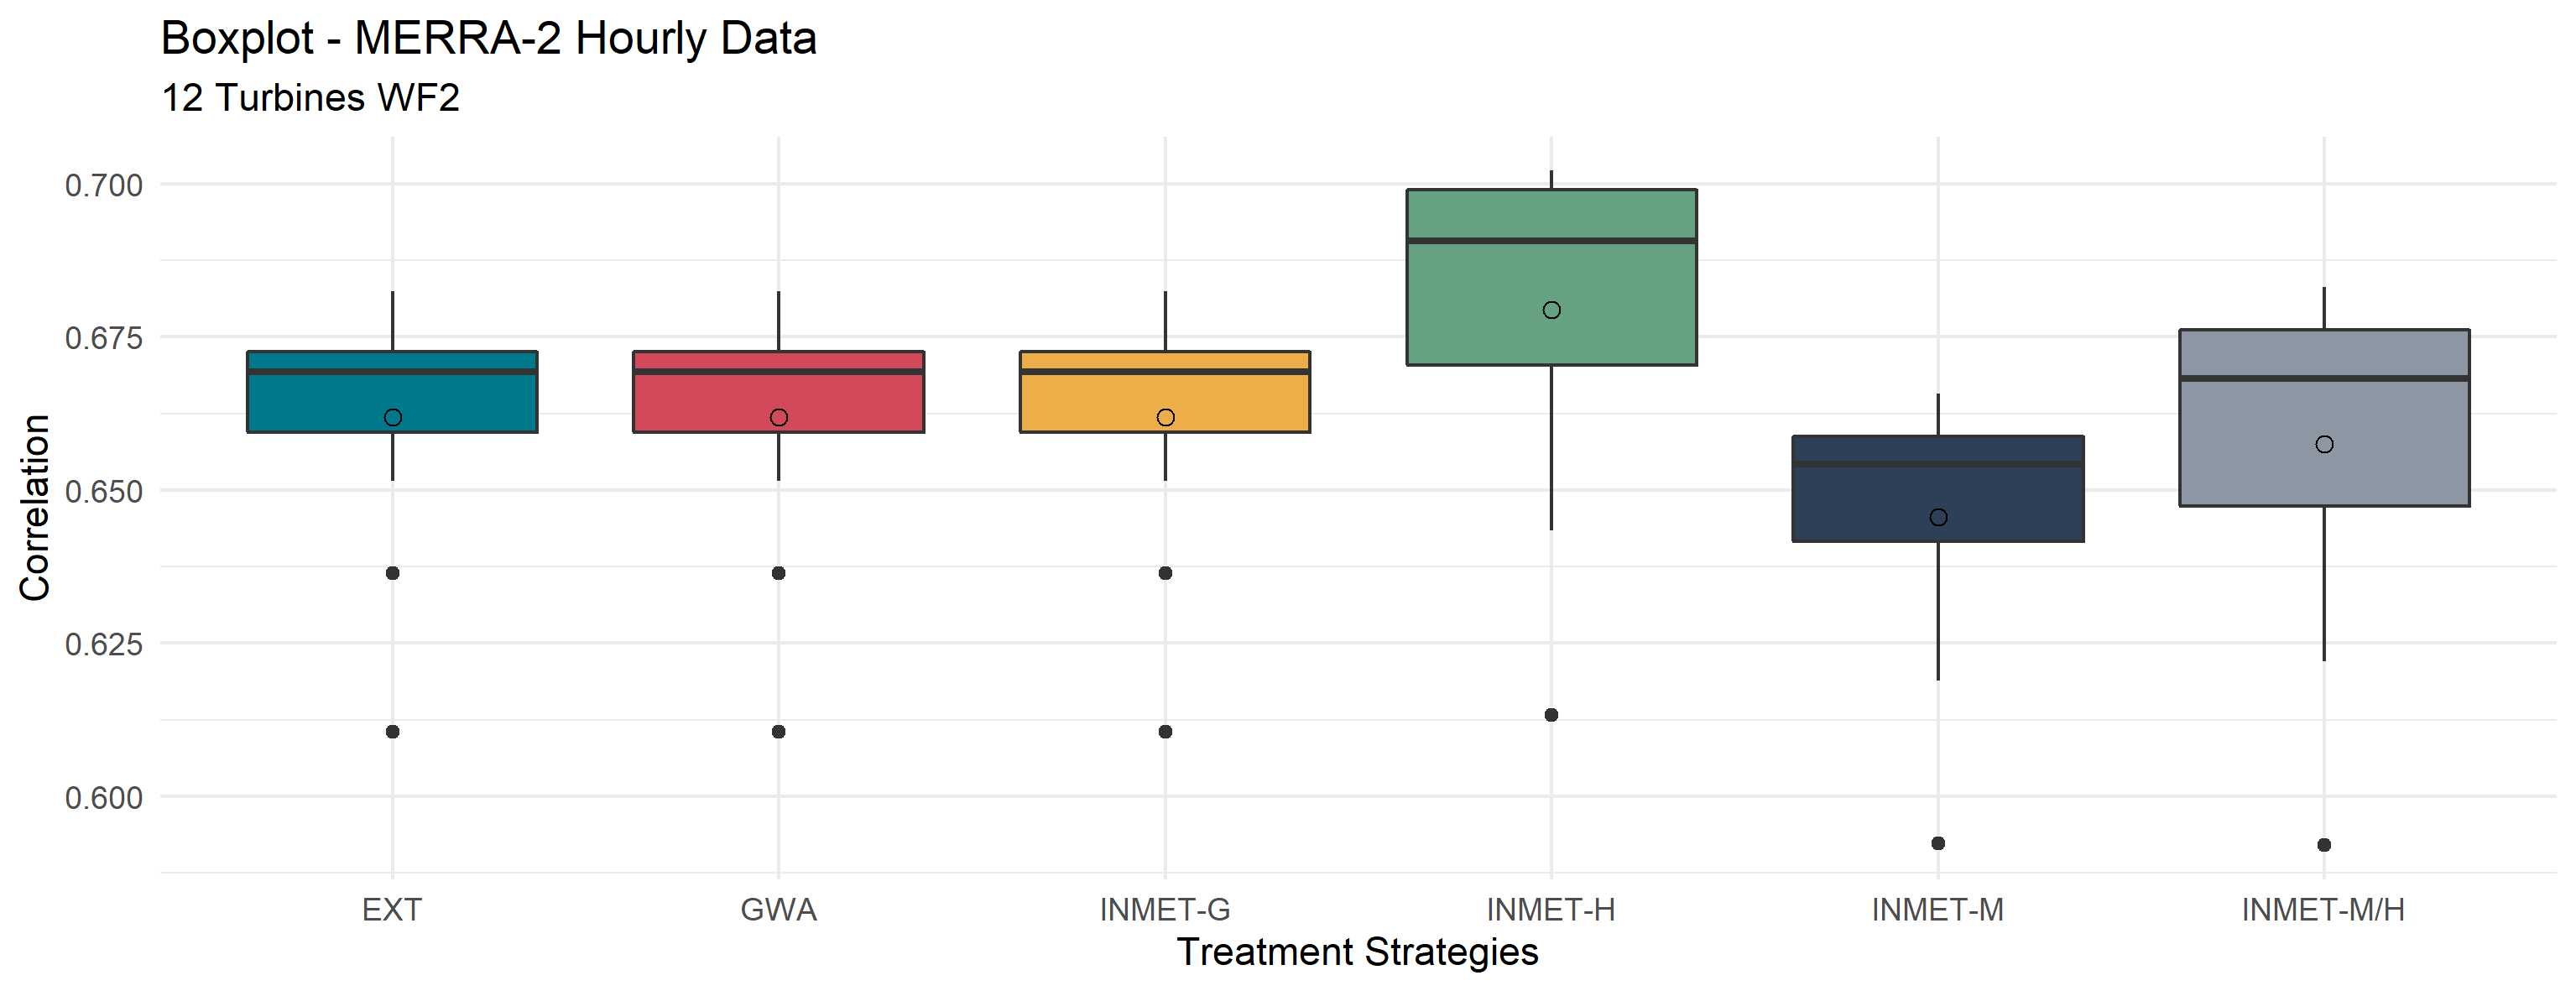 Boxplot - MERRA-2 Hourly Data
12 Turbines WF2
Correlation
0.700
0.675
0.650
0.625
0.600
EXT GWA INMET-G INMET-H INMET-M INMET-M/H
Treatment Strategies